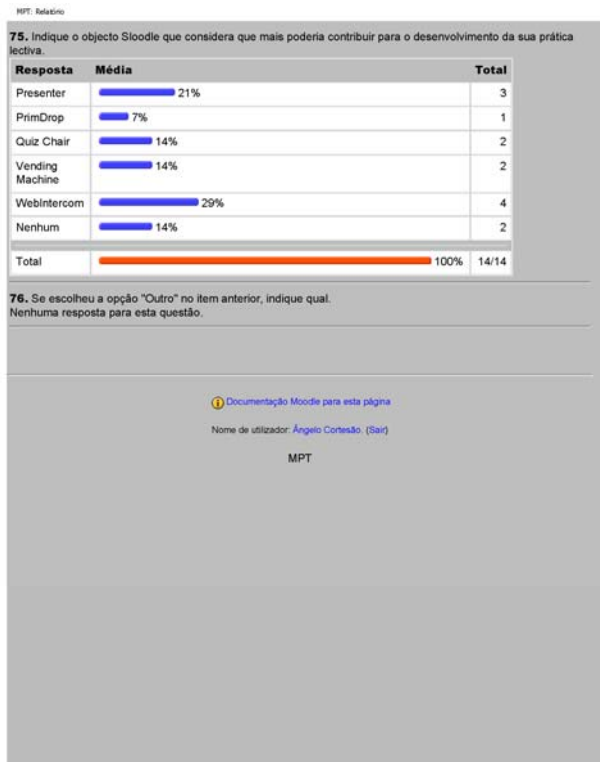 MPT: Relatório
75. Indique o objecto Sloodle que considera que mais poderia contribuir para o desenvolvimento da sua prática
lectiva.
Resposta Média Total
Presenter 21% 3
PrimDrop 7% 1
Quiz Chair 14% 2
Vending
Machine 14% 2
WebIntercom 29% 4
Nenhum 14% 2
Total 100% 14/14
76. Se escolheu a opção "Outro" no item anterior, indique qual.
Nenhuma resposta para esta questão.
Documentação Moodle para esta página
Nome de utilizador: Ângelo Cortesão. (Sair)
MPT